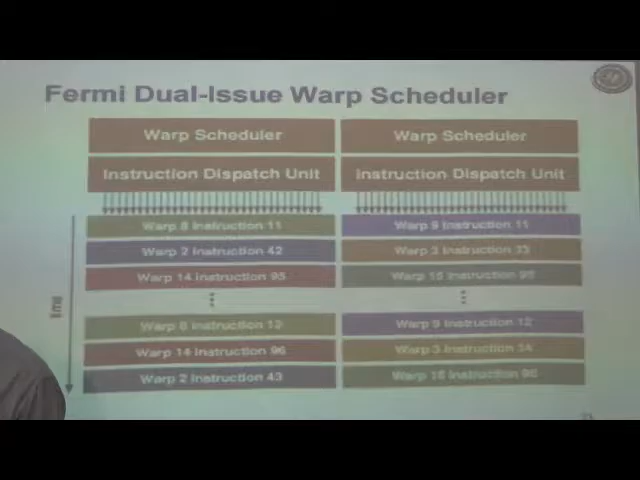 Fermi Dual-Issue Warp Scheduler
Warp Scheduler
Warp Scheduler
Instruction Dispatch Unit
Instruction Dispatch Unit
Warp 8 Instruction 11
Warp 9 Instruction 11
Warp 2 Instruction 42
Warp 3 Instruction 33
Warp 14 Instruction 95
Warp 15 Instruction 95
time
Warp 8 Instruction 12
Warp 9 Instruction 12
Warp 14 Instruction 96
Warp 3 Instruction 34
Warp 2 Instruction 43
Warp 15 Instruction 96